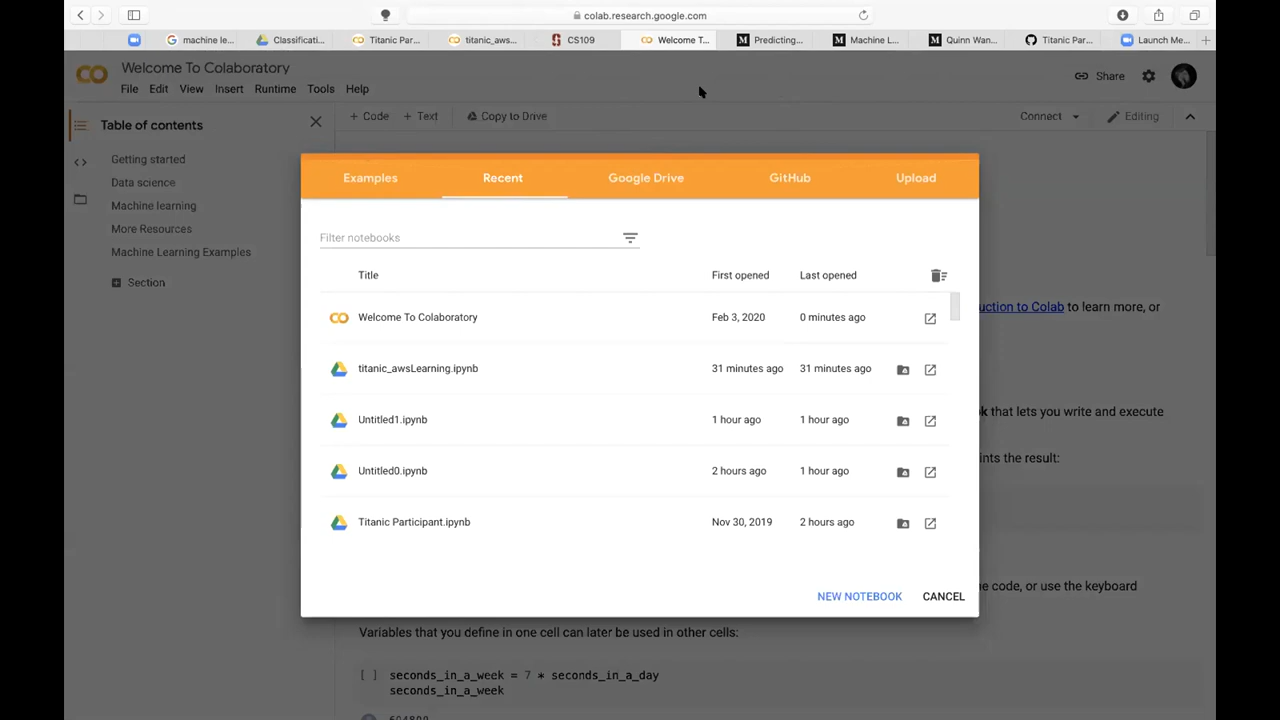 colab.research.google.com
machine le...
Classificati...
Titanic Par...
titanic_aws...
CS109
Welcome T...
Predicting...
Machine L...
Quinn Wan...
Titanic Par...
Launch Me...
Welcome To Colaboratory
File Edit View Insert Runtime Tools Help
Share
Table of contents
+ Code + Text Copy to Drive
Connect
Editing
Getting started
Data science
Machine learning
More Resources
Machine Learning Examples
Section
Examples Recent Google Drive GitHub Upload
Filter notebooks
Title First opened Last opened
Welcome To Colaboratory Feb 3, 2020 0 minutes ago
titanic_awsLearning.ipynb 31 minutes ago 31 minutes ago
Untitled1.ipynb 1 hour ago 1 hour ago
Untitled0.ipynb 2 hours ago 1 hour ago
Titanic Participant.ipynb Nov 30, 2019 2 hours ago
NEW NOTEBOOK CANCEL
uction to Colab to learn more, or
k that lets you write and execute
ints the result:
e code, or use the keyboard
Variables that you define in one cell can later be used in other cells:
[ ] seconds_in_a_week = 7 * seconds_in_a_day
seconds_in_a_week
604800